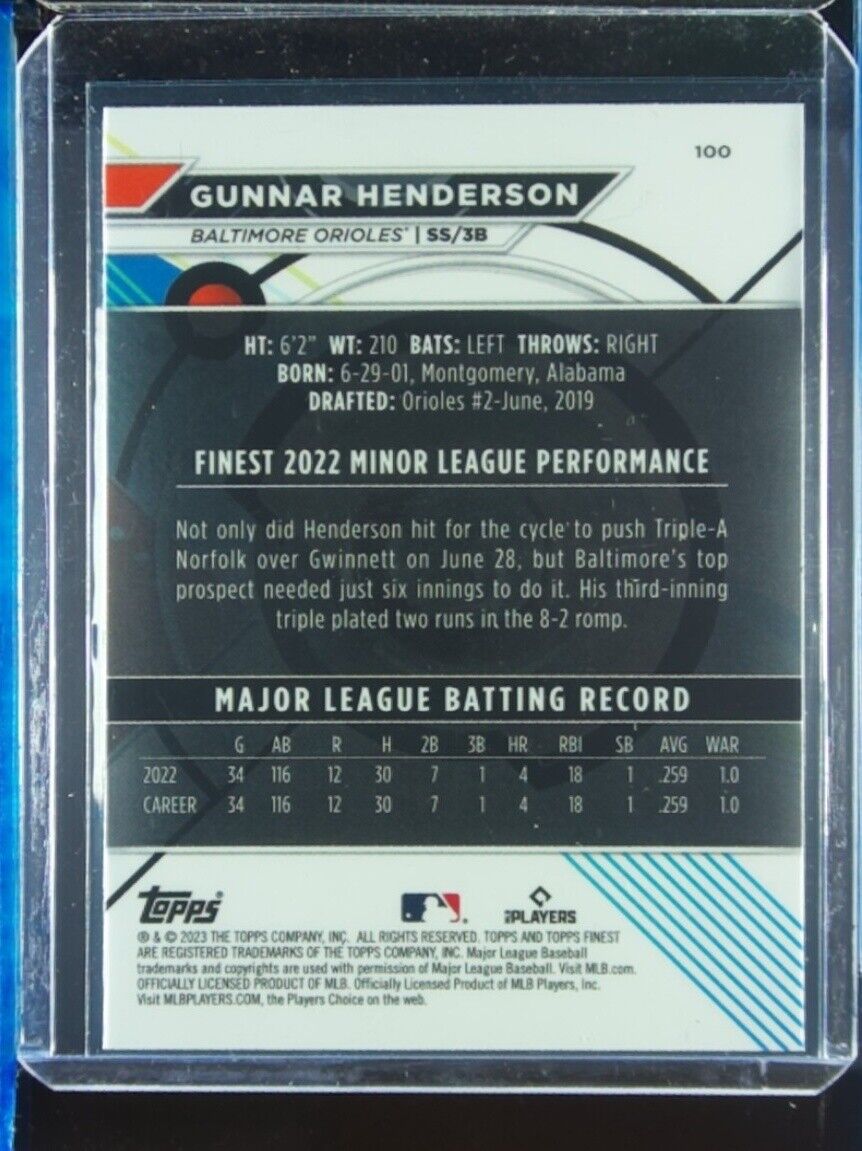 100
GUNNAR HENDERSON
BALTIMORE ORIOLES® | SS/3B
HT: 6'2" WT: 210 BATS: LEFT THROWS: RIGHT
BORN: 6-29-01, Montgomery, Alabama
DRAFTED: Orioles #2-June, 2019
FINEST 2022 MINOR LEAGUE PERFORMANCE
Not only did Henderson hit for the cycle to push Triple-A
Norfolk over Gwinnett on June 28, but Baltimore's top
prospect needed just six innings to do it. His third-inning
triple plated two runs in the 8-2 romp.
MAJOR LEAGUE BATTING RECORD
G AB R H 2B 3B HR RBI SB AVG WAR
2022 34 116 12 30 7 1 4 18 1 .259 1.0
CAREER 34 116 12 30 7 1 4 18 1 .259 1.0
topps®
PLAYERS
® & © 2023 THE TOPPS COMPANY, INC. ALL RIGHTS RESERVED. TOPPS AND TOPPS FINEST
ARE REGISTERED TRADEMARKS OF THE TOPPS COMPANY, INC. Major League Baseball
trademarks and copyrights are used with permission of Major League Baseball. Visit MLB.com.
OFFICIALLY LICENSED PRODUCT OF MLB. Officially Licensed Product of MLB Players, Inc.
Visit MLBPLAYERS.COM, the Players Choice on the web.